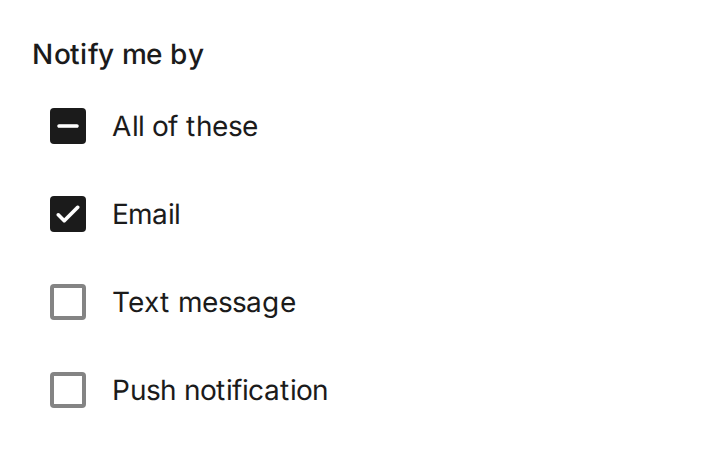 Notify me by
All of these
Email
Text message
Push notification